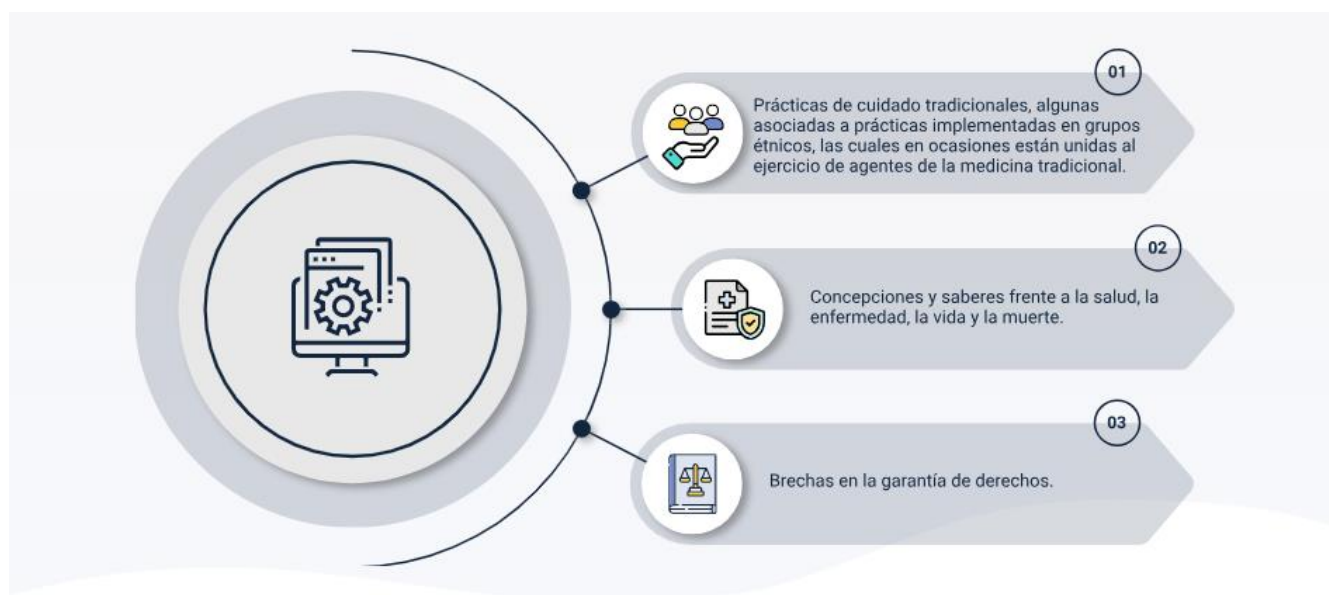 01
Prácticas de cuidado tradicionales, algunas
asociadas a prácticas implementadas en grupos
étnicos, las cuales en ocasiones están unidas al
ejercicio de agentes de la medicina tradicional.
02
Concepciones y saberes frente a la salud, la
enfermedad, la vida y la muerte.
03
Brechas en la garantía de derechos.